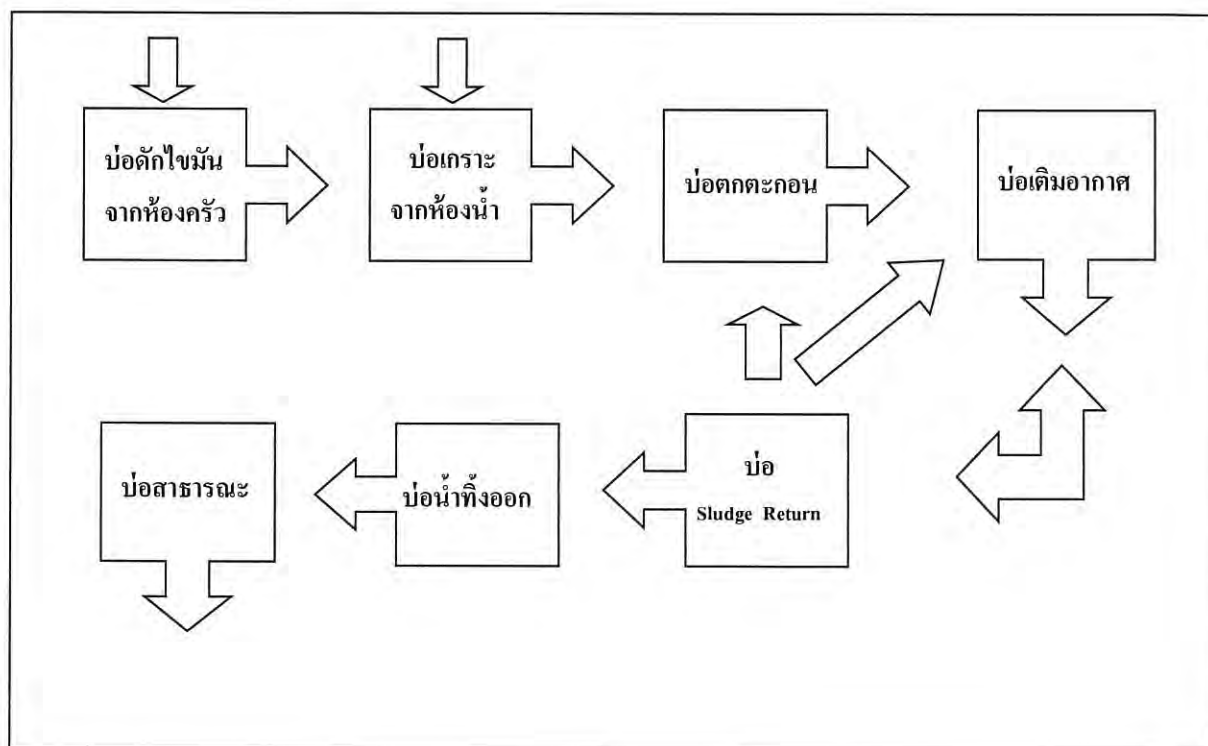 บ่อดักไขมัน
จากห้องครัว
บ่อเกราะ
จากห้องน้ำ
บ่อตกตะกอน
บ่อเติมอากาศ
บ่อสาธารณะ
บ่อน้ำทิ้งออก
บ่อ
Sludge Return